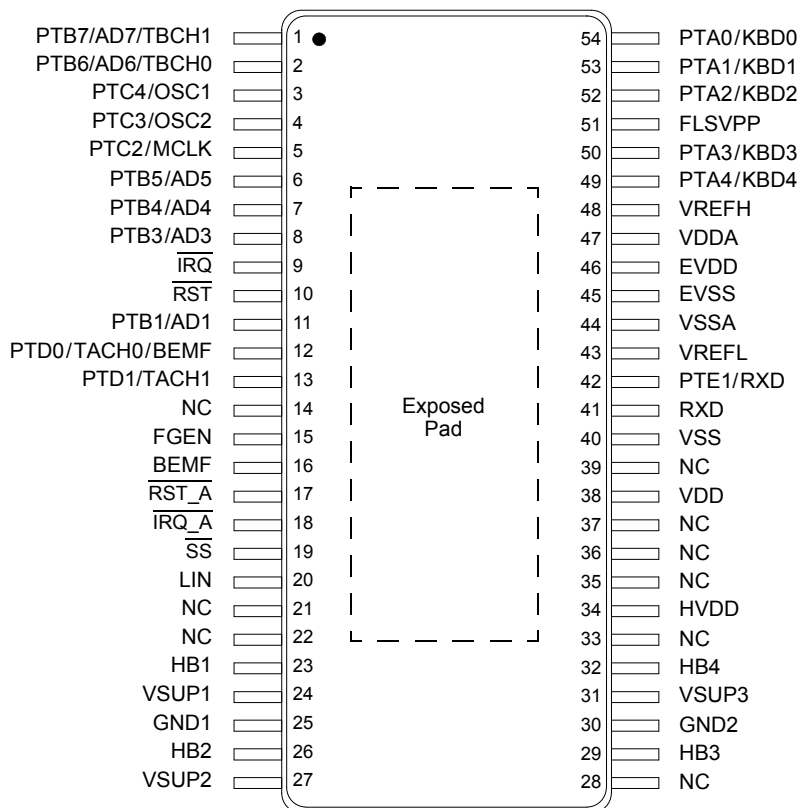 PTB7/AD7/TBCH1 1 54 PTA0/KBD0
PTB6/AD6/TBCH0 2 53 PTA1/KBD1
PTC4/OSC1 3 52 PTA2/KBD2
PTC3/OSC2 4 51 FLSVPP
PTC2/MCLK 5 50 PTA3/KBD3
PTB5/AD5 6 49 PTA4/KBD4
PTB4/AD4 7 48 VREFH
PTB3/AD3 8 47 VDDA
IRQ 9 46 EVDD
RST 10 45 EVSS
PTB1/AD1 11 44 VSSA
PTD0/TACH0/BEMF 12 43 VREFL
PTD1/TACH1 13 42 PTE1/RXD
NC 14 41 RXD
FGEN 15 40 VSS
BEMF 16 39 NC
RST_A 17 38 VDD
IRQ_A 18 37 NC
SS 19 36 NC
LIN 20 35 NC
NC 21 34 HVDD
NC 22 33 NC
HB1 23 32 HB4
VSUP1 24 31 VSUP3
GND1 25 30 GND2
HB2 26 29 HB3
VSUP2 27 28 NC
Exposed
Pad